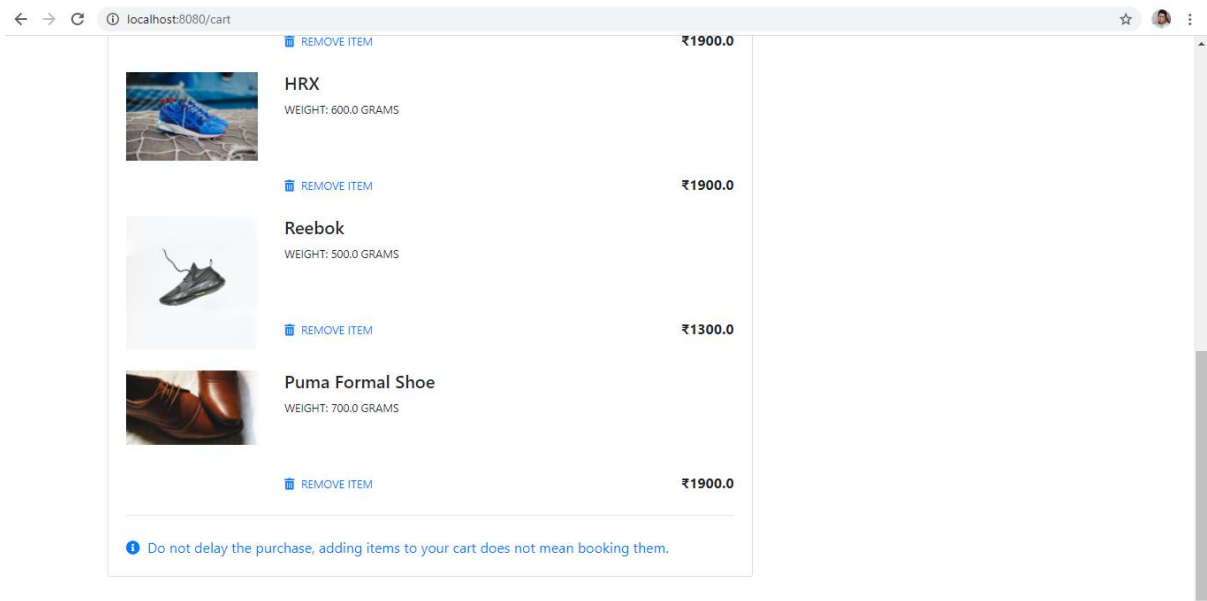 localhost:8080/cart
REMOVE ITEM ₹1900.0
HRX
WEIGHT: 600.0 GRAMS
REMOVE ITEM ₹1900.0
Reebok
WEIGHT: 500.0 GRAMS
REMOVE ITEM ₹1300.0
Puma Formal Shoe
WEIGHT: 700.0 GRAMS
REMOVE ITEM ₹1900.0
Do not delay the purchase, adding items to your cart does not mean booking them.